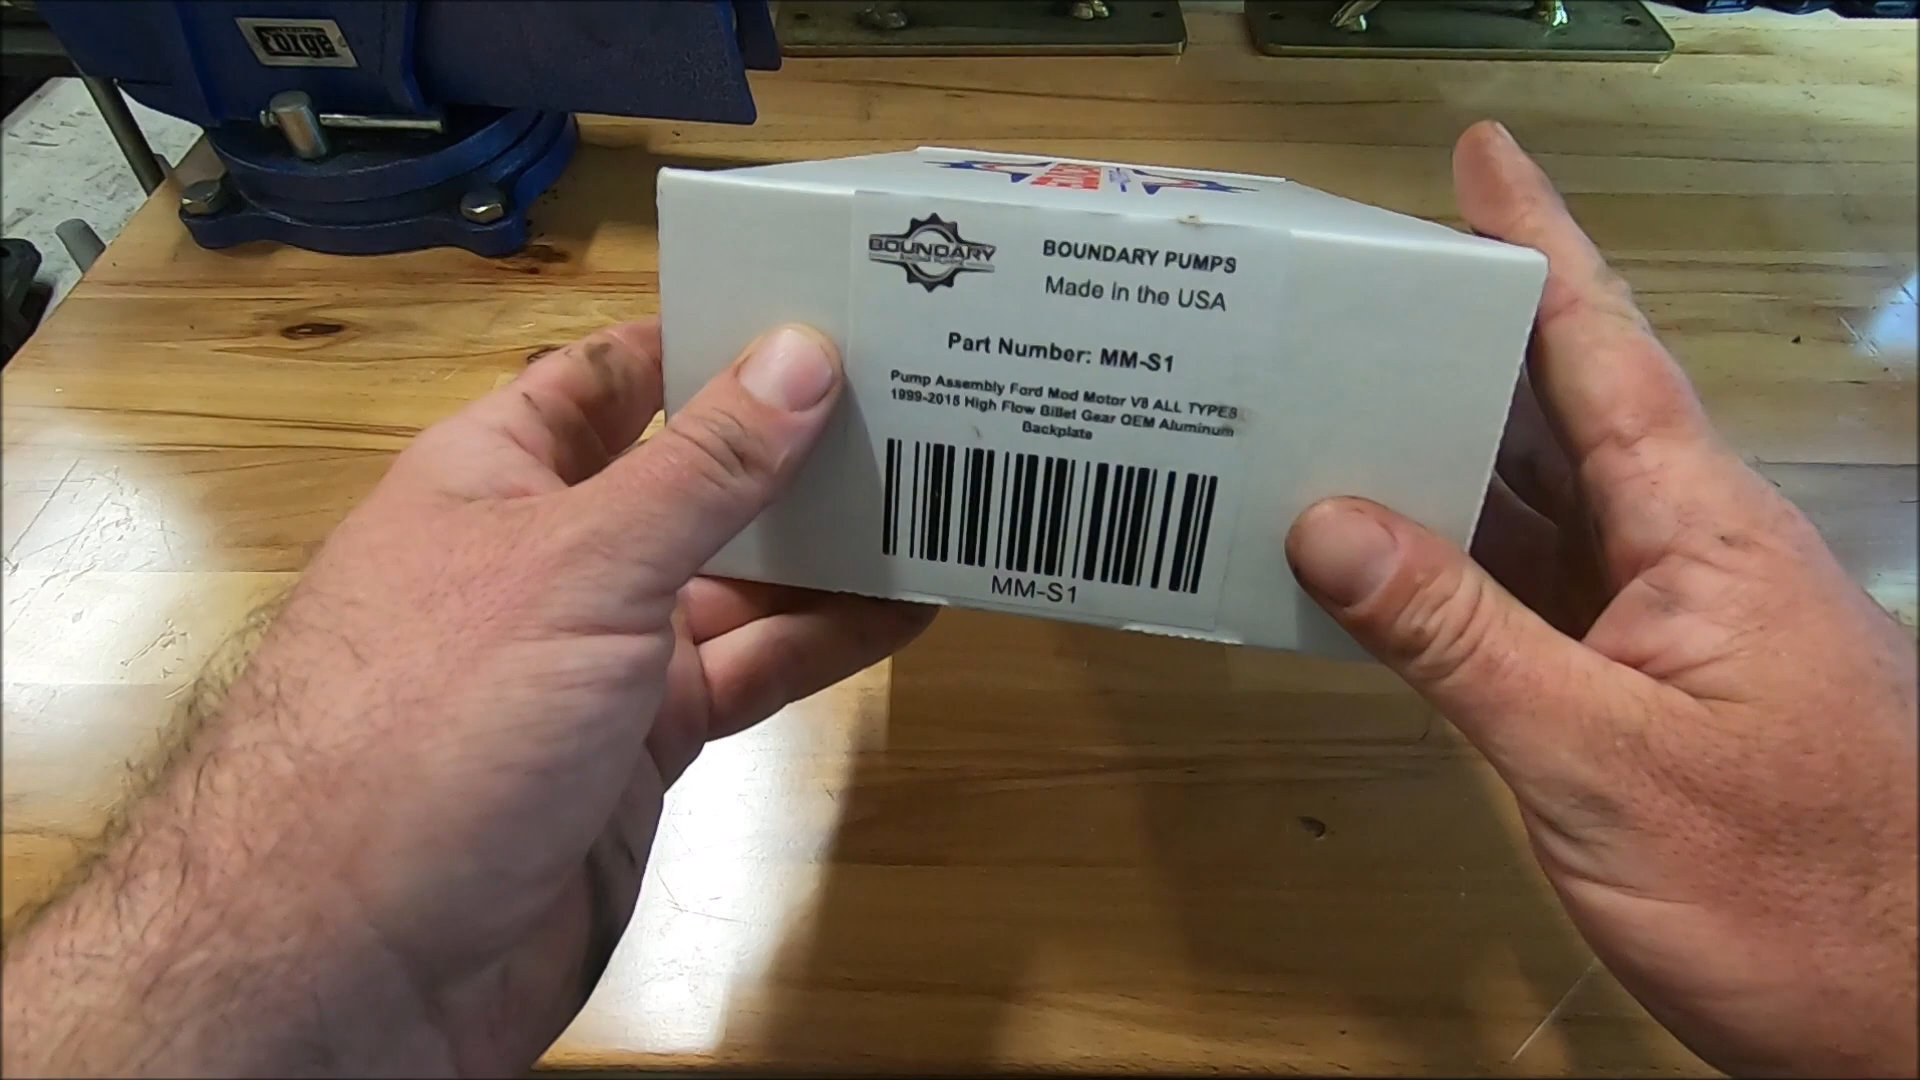 Forge
BOUNDARY
BOUNDARY PUMPS
Made in the USA
Part Number: MM-S1
Pump Assembly Ford Mod Motor V8 ALL TYPES
1999-2015 High Flow Billet Gear OEM Aluminum
Backplate
MM-S1